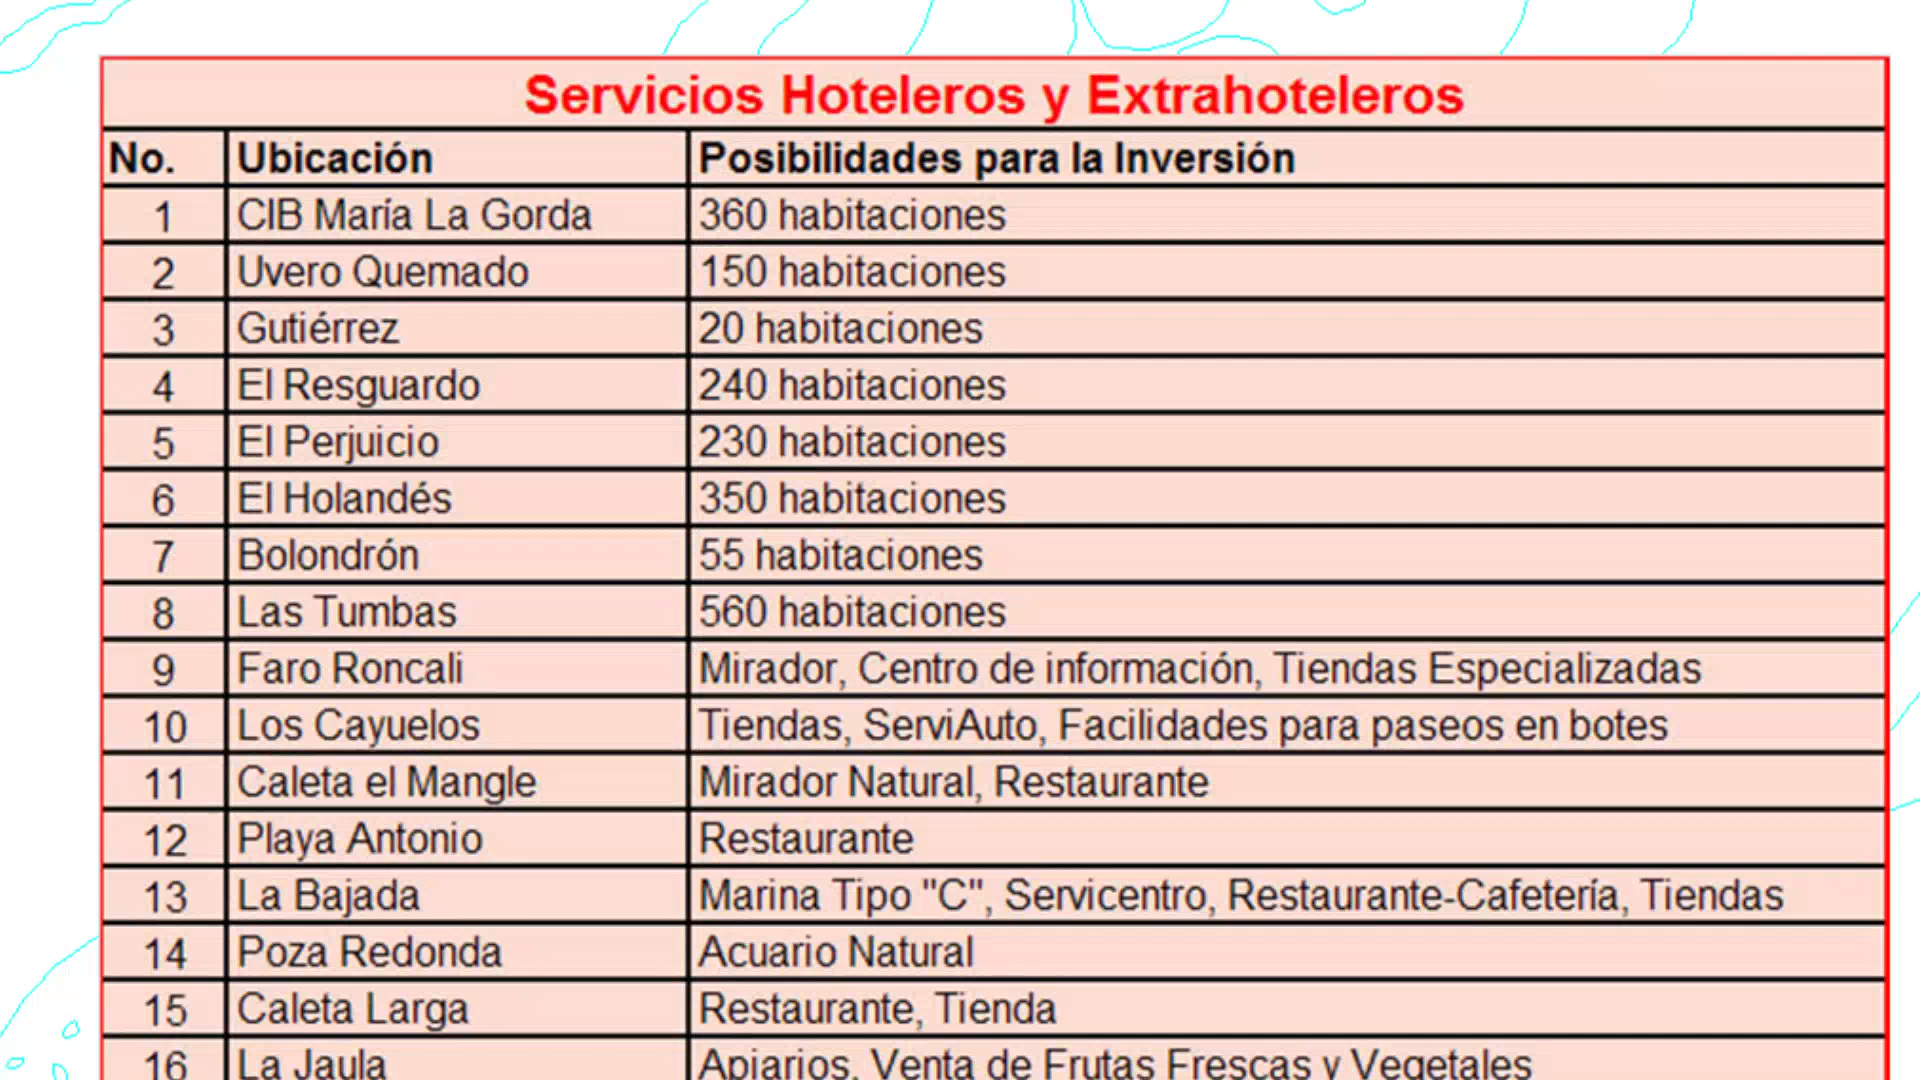 Servicios Hoteleros y Extrahoteleros
No. Ubicación Posibilidades para la Inversión
1 CIB María La Gorda 360 habitaciones
2 Uvero Quemado 150 habitaciones
3 Gutiérrez 20 habitaciones
4 El Resguardo 240 habitaciones
5 El Perjuicio 230 habitaciones
6 El Holandés 350 habitaciones
7 Bolondrón 55 habitaciones
8 Las Tumbas 560 habitaciones
9 Faro Roncali Mirador, Centro de información, Tiendas Especializadas
10 Los Cayuelos Tiendas, ServiAuto, Facilidades para paseos en botes
11 Caleta el Mangle Mirador Natural, Restaurante
12 Playa Antonio Restaurante
13 La Bajada Marina Tipo "C", Servicentro, Restaurante-Cafetería, Tiendas
14 Poza Redonda Acuario Natural
15 Caleta Larga Restaurante, Tienda
16 La Jaula Apiarios, Venta de Frutas Frescas y Vegetales